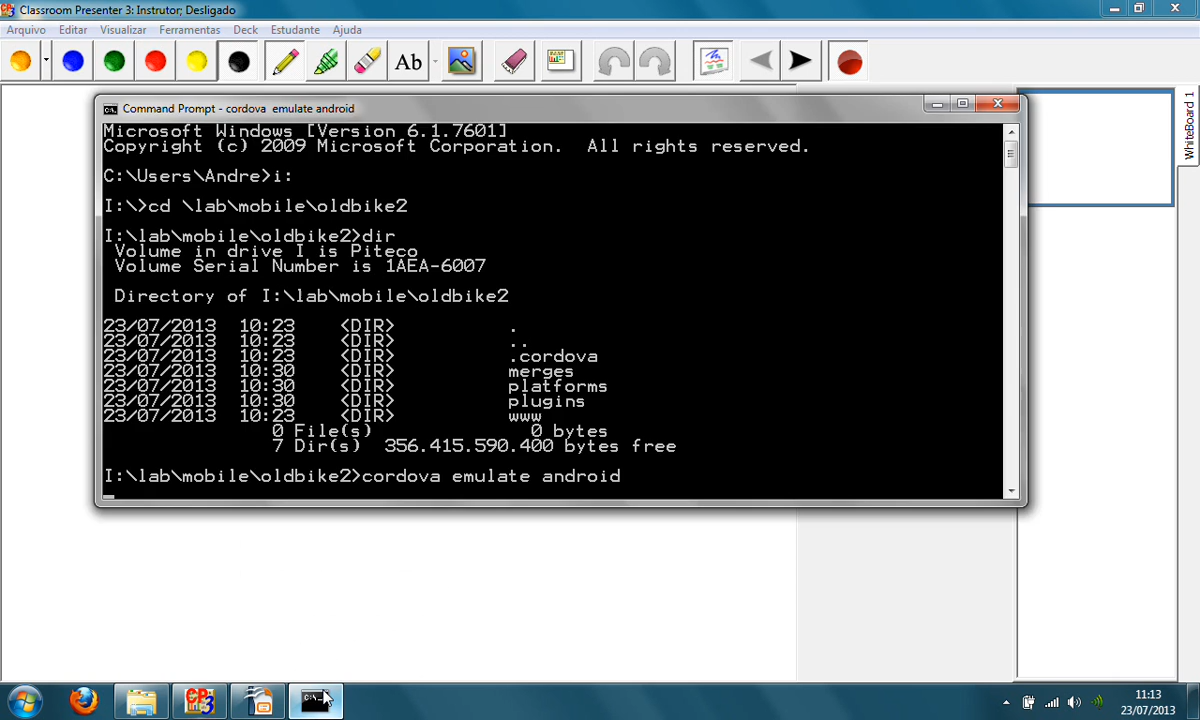 Classroom Presenter 3: Instrutor; Desligado
Arquivo Editar Visualizar Ferramentas Deck Estudante Ajuda
Ab
WhiteBoard 1
Command Prompt - cordova  emulate android
Microsoft Windows [Version 6.1.7601]
Copyright (c) 2009 Microsoft Corporation.  All rights reserved.
C:\Users\Andre>i:
I:\>cd \lab\mobile\oldbike2
I:\lab\mobile\oldbike2>dir
Volume in drive I is Piteco
Volume Serial Number is 1AEA-6007
Directory of I:\lab\mobile\oldbike2
23/07/2013  10:23    <DIR>          .
23/07/2013  10:23    <DIR>          ..
23/07/2013  10:23    <DIR>          .cordova
23/07/2013  10:30    <DIR>          merges
23/07/2013  10:30    <DIR>          platforms
23/07/2013  10:30    <DIR>          plugins
23/07/2013  10:23    <DIR>          www
0 File(s)              0 bytes
7 Dir(s)  356.415.590.400 bytes free
I:\lab\mobile\oldbike2>cordova emulate android
CP3
C:\
11:13
23/07/2013